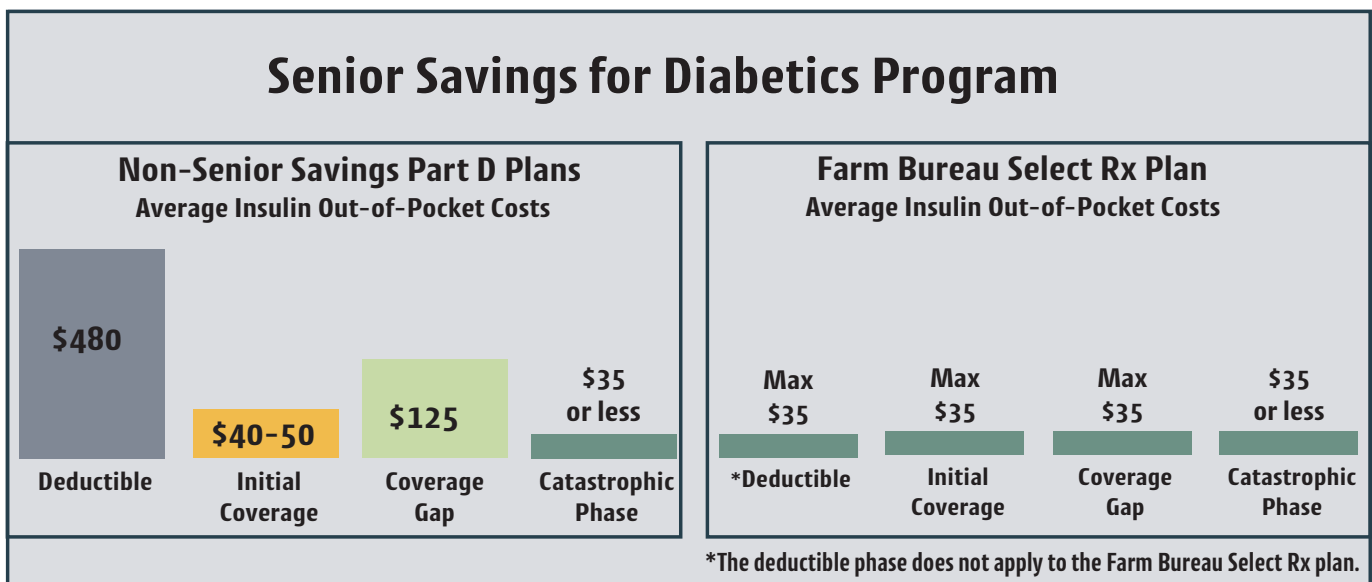 Senior Savings for Diabetics Program
Non-Senior Savings Part D Plans
Average Insulin Out-of-Pocket Costs
$480
$40-50
$125
$35
or less
Deductible
Initial
Coverage
Coverage
Gap
Catastrophic
Phase
Farm Bureau Select Rx Plan
Average Insulin Out-of-Pocket Costs
Max
$35
Max
$35
Max
$35
$35
or less
*Deductible
Initial
Coverage
Coverage
Gap
Catastrophic
Phase
*The deductible phase does not apply to the Farm Bureau Select Rx plan.